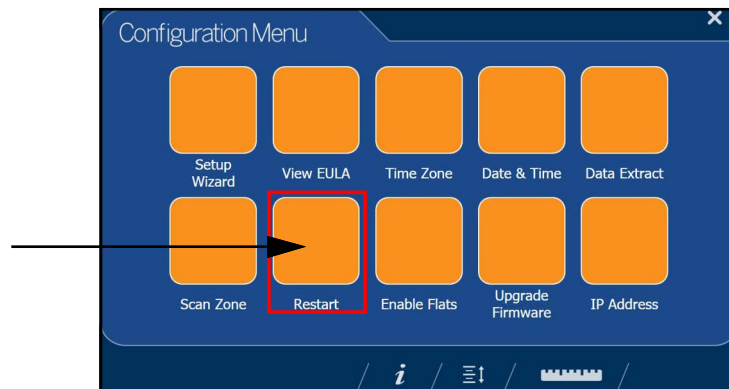 Configuration Menu
Setup
Wizard
View EULA
Time Zone
Date & Time
Data Extract
Scan Zone
Restart
Enable Flats
Upgrade
Firmware
IP Address
i